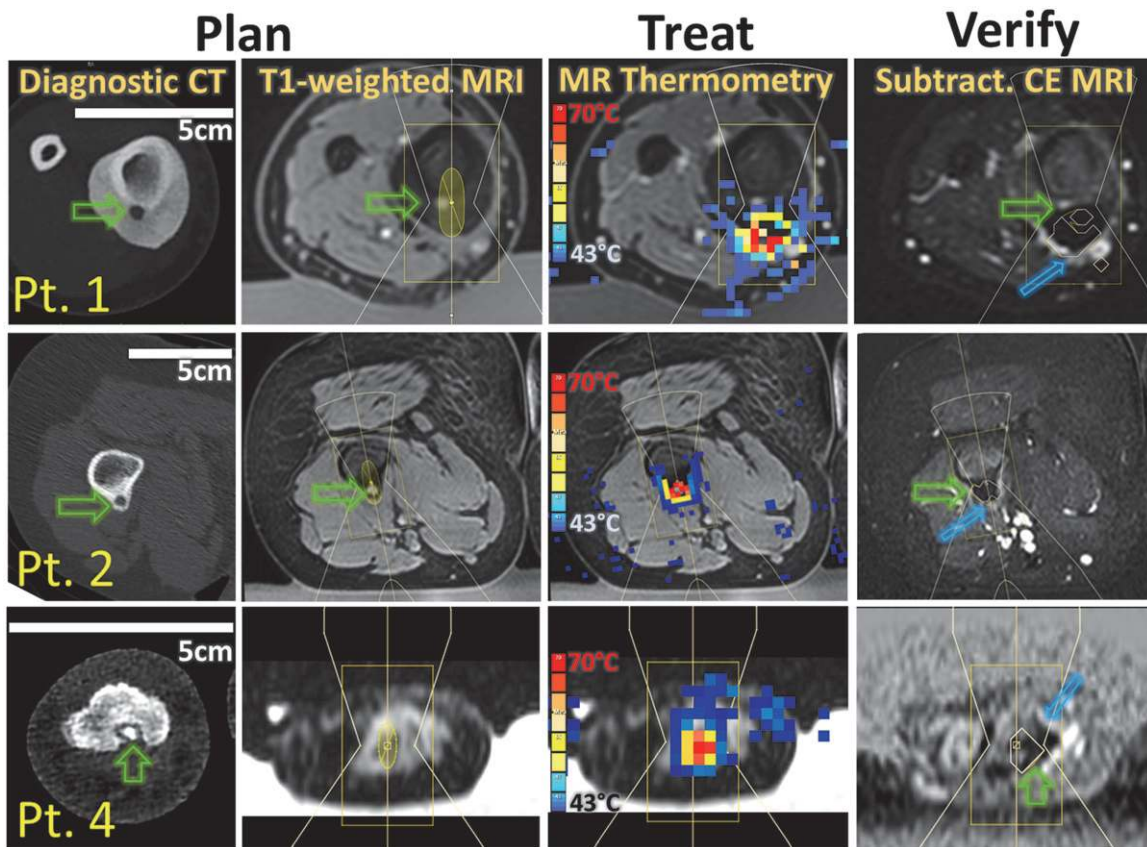 Plan Treat Verify
Diagnostic CT T1-weighted MRI MR Thermometry Subtract. CE MRI
5cm
70°C
43°C
Pt. 1
5cm
70°C
43°C
Pt. 2
5cm
70°C
43°C
Pt. 4